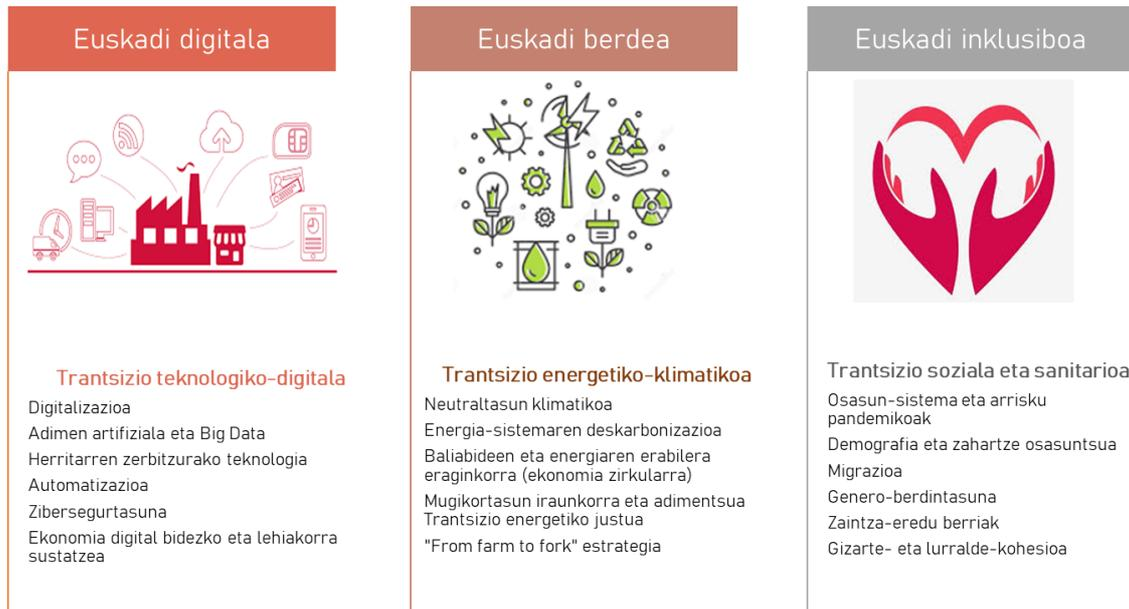 Euskadi digitala
Trantsizio teknologiko-digitala
Digitalizazioa
Adimen artifiziala eta Big Data
Herritarren zerbitzurako teknologia
Automatizazioa
Zibersegurtasuna
Ekonomia digital bidezko eta lehiakorra
sustatzea
Euskadi berdea
Trantsizio energetiko-klimatikoa
Neutraltasun klimatikoa
Energia-sistemaren deskarbonizazioa
Baliabideen eta energiaren erabilera
eraginkorra (ekonomia zirkularra)
Mugikortasun iraunkorra eta adimentsua
Trantsizio energetiko justua
"From farm to fork" estrategia
Euskadi inklusiboa
Trantsizio soziala eta sanitarioa
Osasun-sistema eta arrisku
pandemikoak
Demografia eta zahartze osasuntsua
Migrazioa
Genero-berdintasuna
Zaintza-eredu berriak
Gizarte- eta lurralde-kohesioa